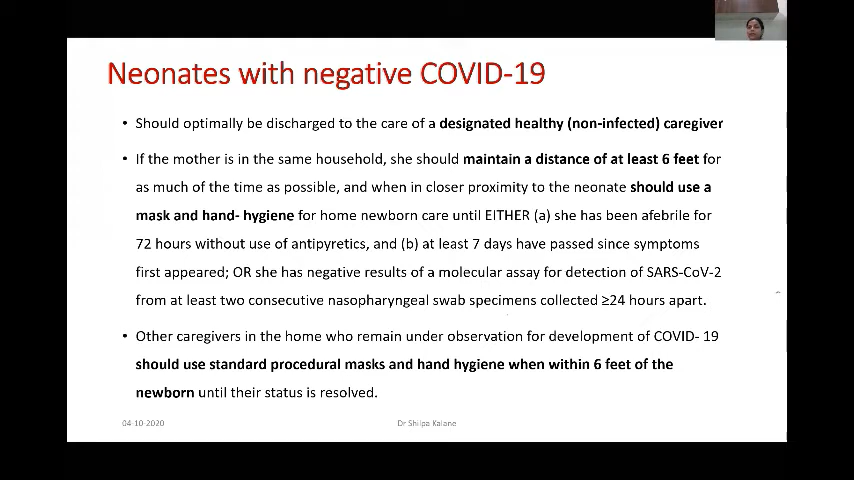 Neonates with negative COVID-19
• Should optimally be discharged to the care of a designated healthy (non-infected) caregiver
• If the mother is in the same household, she should maintain a distance of at least 6 feet for
as much of the time as possible, and when in closer proximity to the neonate should use a
mask and hand- hygiene for home newborn care until EITHER (a) she has been afebrile for
72 hours without use of antipyretics, and (b) at least 7 days have passed since symptoms
first appeared; OR she has negative results of a molecular assay for detection of SARS-CoV-2
from at least two consecutive nasopharyngeal swab specimens collected ≥24 hours apart.
• Other caregivers in the home who remain under observation for development of COVID- 19
should use standard procedural masks and hand hygiene when within 6 feet of the
newborn until their status is resolved.
04-10-2020
Dr Shilpa Kalane